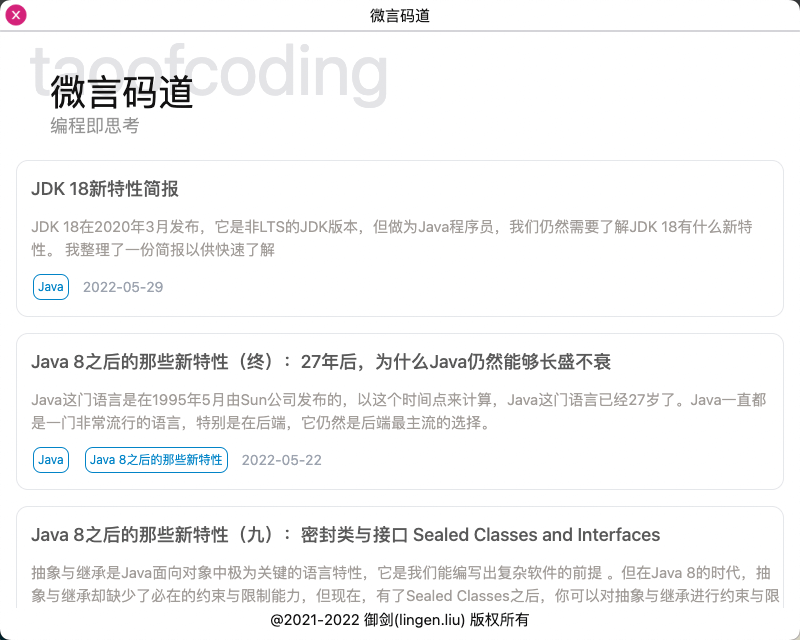 微言码道
taoofcoding
微言码道
编程即思考
JDK 18新特性简报
JDK 18在2020年3月发布，它是非LTS的JDK版本，但做为Java程序员，我们仍然需要了解JDK 18有什么新特
性。 我整理了一份简报以供快速了解
Java 2022-05-29
Java 8之后的那些新特性（终）：27年后，为什么Java仍然能够长盛不衰
Java这门语言是在1995年5月由Sun公司发布的，以这个时间点来计算，Java这门语言已经27岁了。Java一直都
是一门非常流行的语言，特别是在后端，它仍然是后端最主流的选择。
Java Java 8之后的那些新特性 2022-05-22
Java 8之后的那些新特性（九）：密封类与接口 Sealed Classes and Interfaces
抽象与继承是Java面向对象中极为关键的语言特性，它是我们能编写出复杂软件的前提 。但在Java 8的时代，抽
象与继承却缺少了必在的约束与限制能力，但现在，有了Sealed Classes之后，你可以对抽象与继承进行约束与限
@2021-2022 御剑(lingen.liu) 版权所有